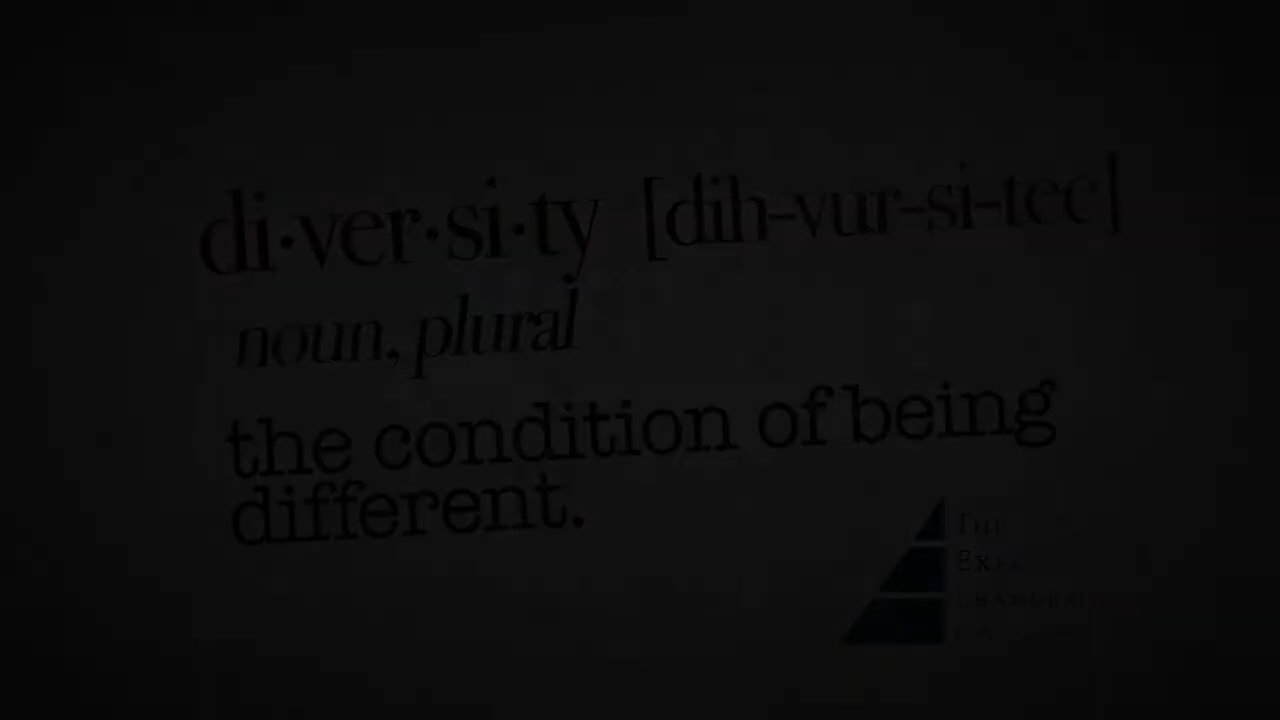 di·ver·si·ty [dih-vur-si-tee]
noun, plural
the condition of being
different.
THE